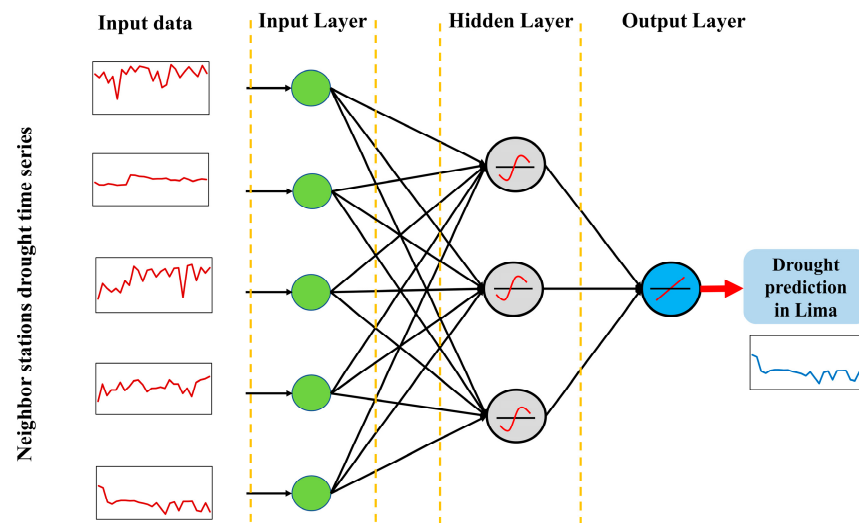 Input data
Input Layer
Hidden Layer
Output Layer
Neighbor stations drought time series
Drought
prediction
in Lima